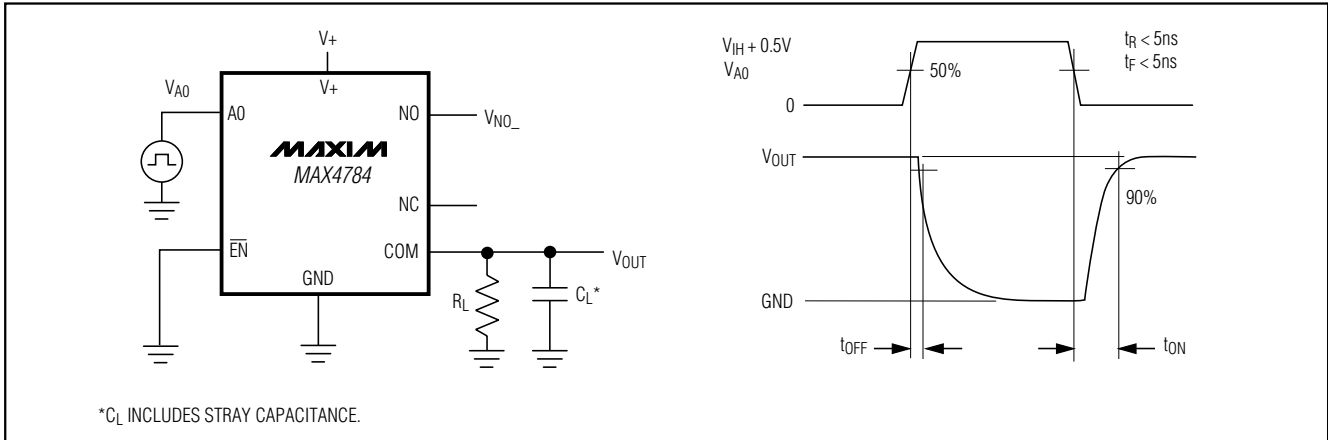 V+
V+
VA0
A0
NO
VNO_
MAXIM
MAX4784
NC
EN
COM
VOUT
GND
RL
CL*
*CL INCLUDES STRAY CAPACITANCE.
VIH + 0.5V
VA0
50%
tR < 5ns
tF < 5ns
0
VOUT
90%
GND
tOFF
tON